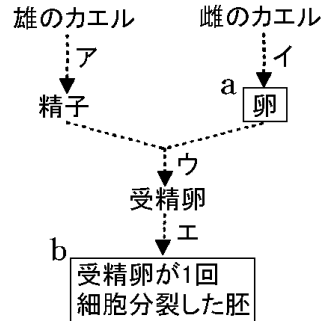 雄のカエル 雌のカエル
ア イ
a
精子 卵
ウ
受精卵
エ
b
受精卵が1回
細胞分裂した胚